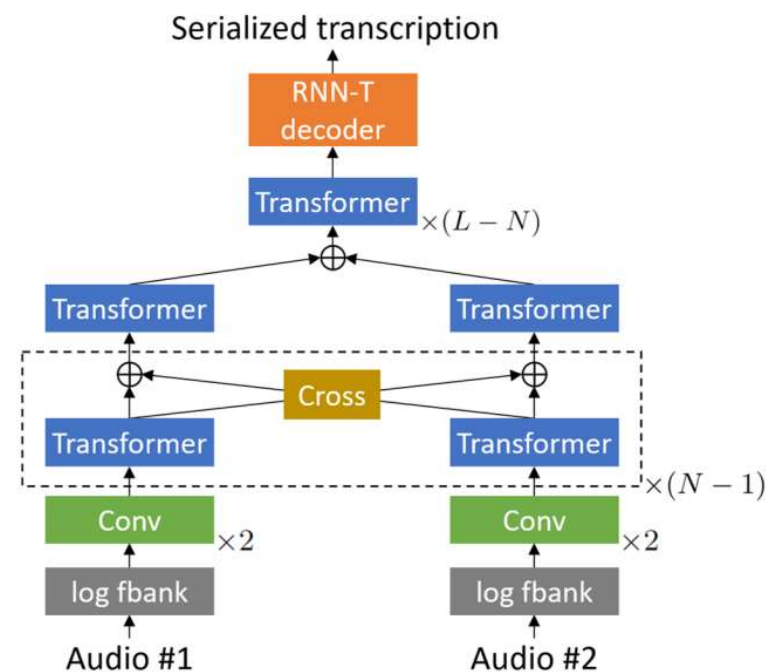 Serialized transcription
RNN-T
decoder
Transformer
×(L − N)
Transformer
Transformer
Cross
Transformer
Transformer
×(N − 1)
Conv
×2
Conv
×2
log fbank
log fbank
Audio #1
Audio #2